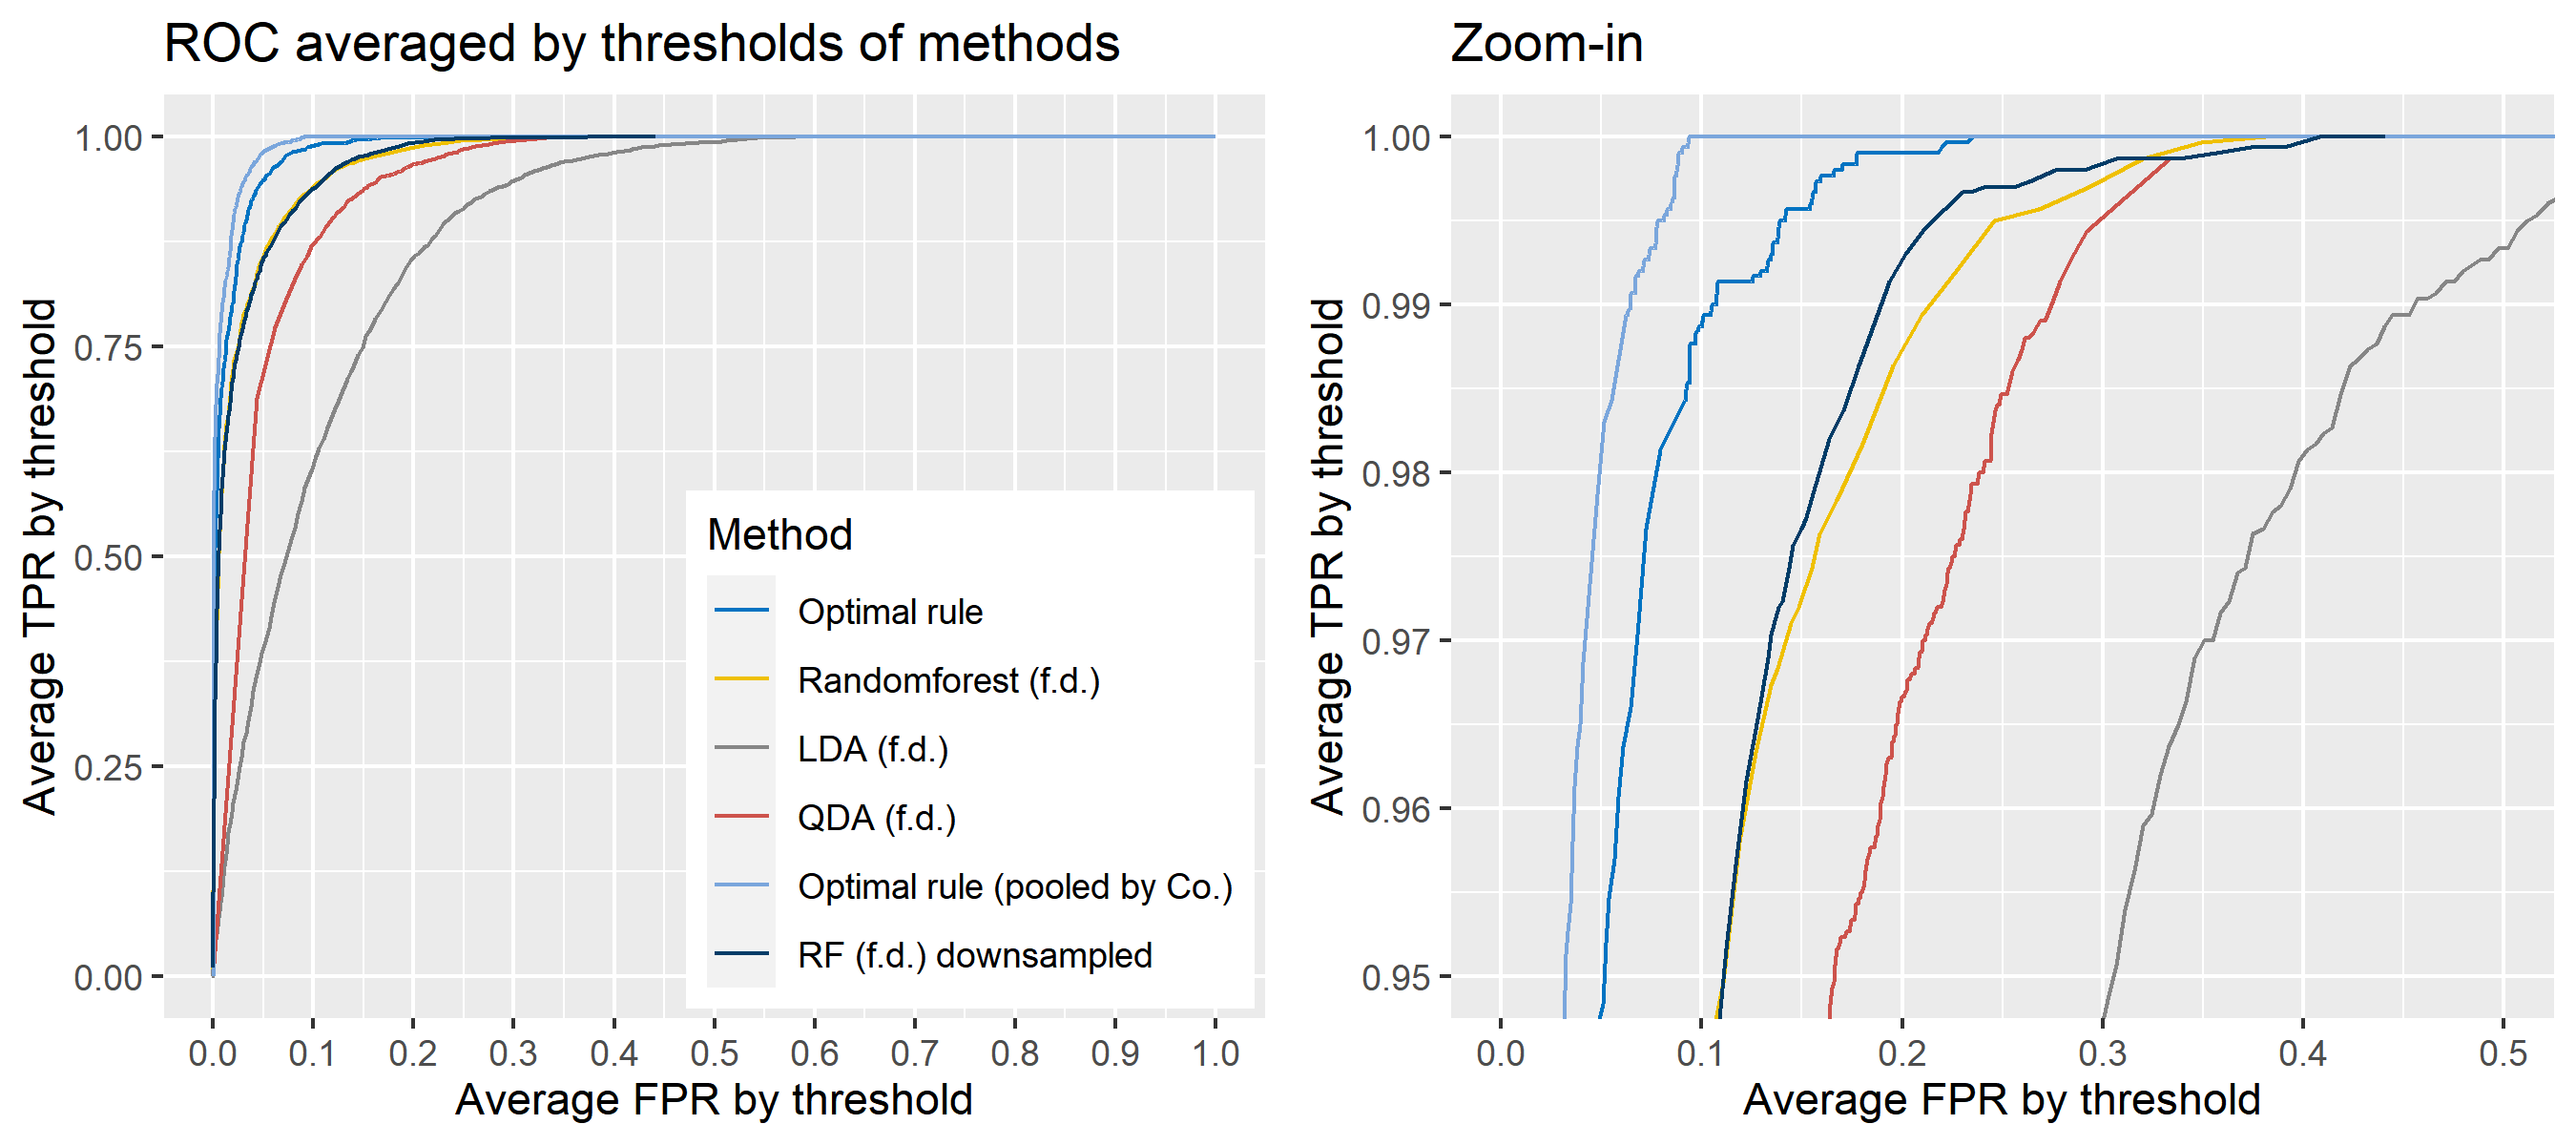 ROC averaged by thresholds of methods
Average TPR by threshold
1.00
0.75
0.50
0.25
0.00
Method
Optimal rule
Randomforest (f.d.)
LDA (f.d.)
QDA (f.d.)
Optimal rule (pooled by Co.)
RF (f.d.) downsampled
0.0 0.1 0.2 0.3 0.4 0.5 0.6 0.7 0.8 0.9 1.0
Average FPR by threshold
Zoom-in
Average TPR by threshold
1.00
0.99
0.98
0.97
0.96
0.95
0.0 0.1 0.2 0.3 0.4 0.5
Average FPR by threshold